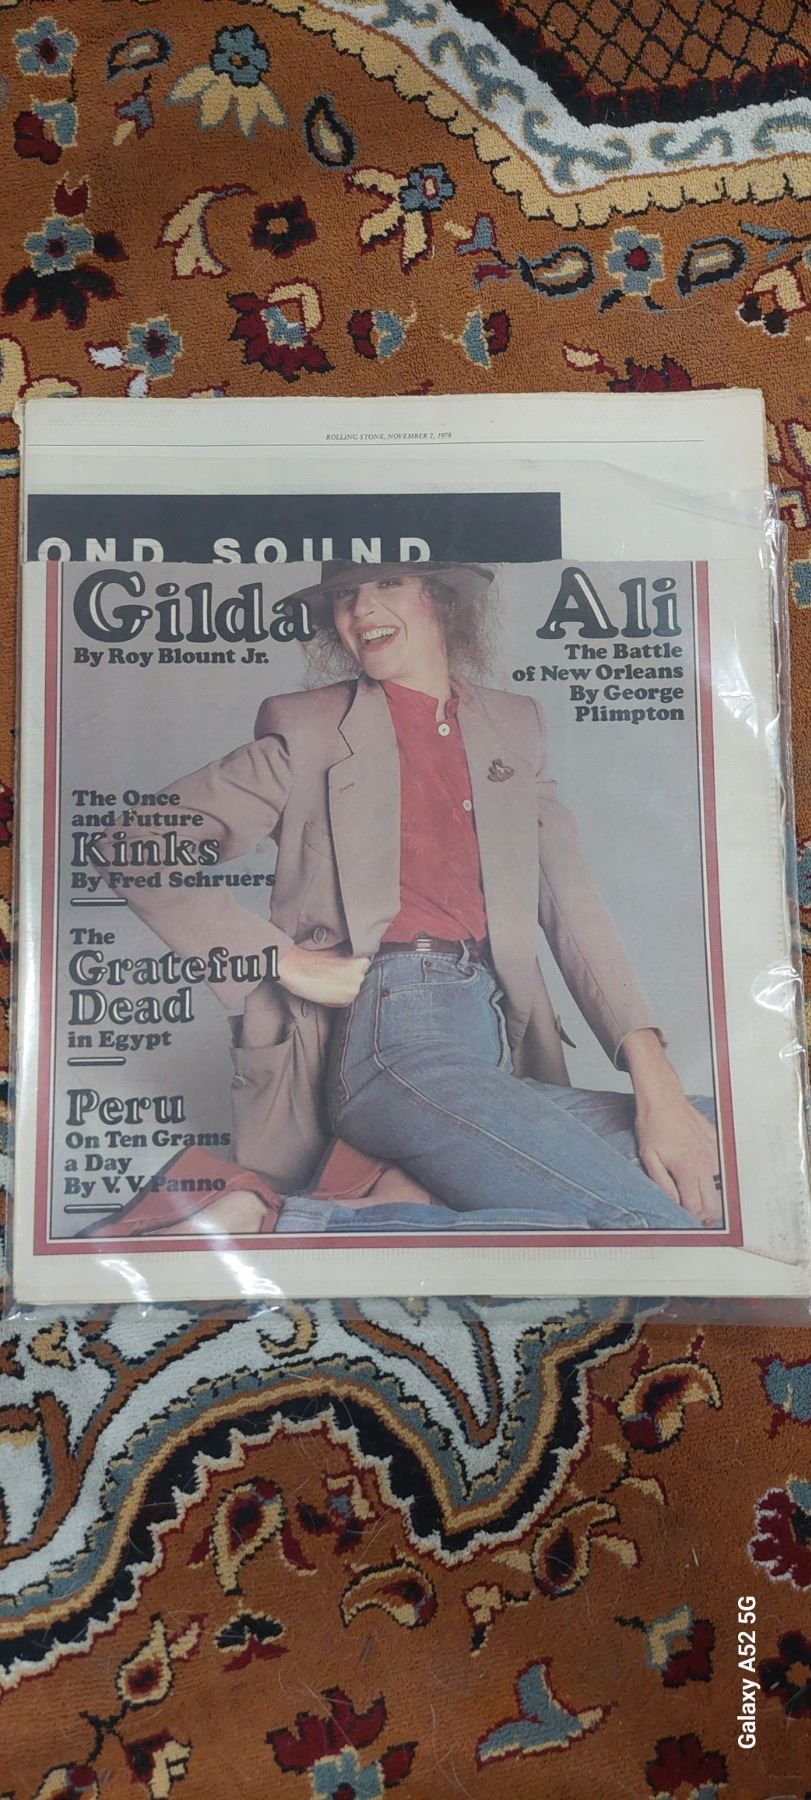 ROLLING STONE, NOVEMBER 2, 1978
OND SOUND
Gilda
By Roy Blount Jr.
Ali
The Battle
of New Orleans
By George
Plimpton
The Once
and Future
Kinks
By Fred Schruers
The
Grateful
Dead
in Egypt
Peru
On Ten Grams
a Day
By V. V. Panno
Galaxy A52 5G